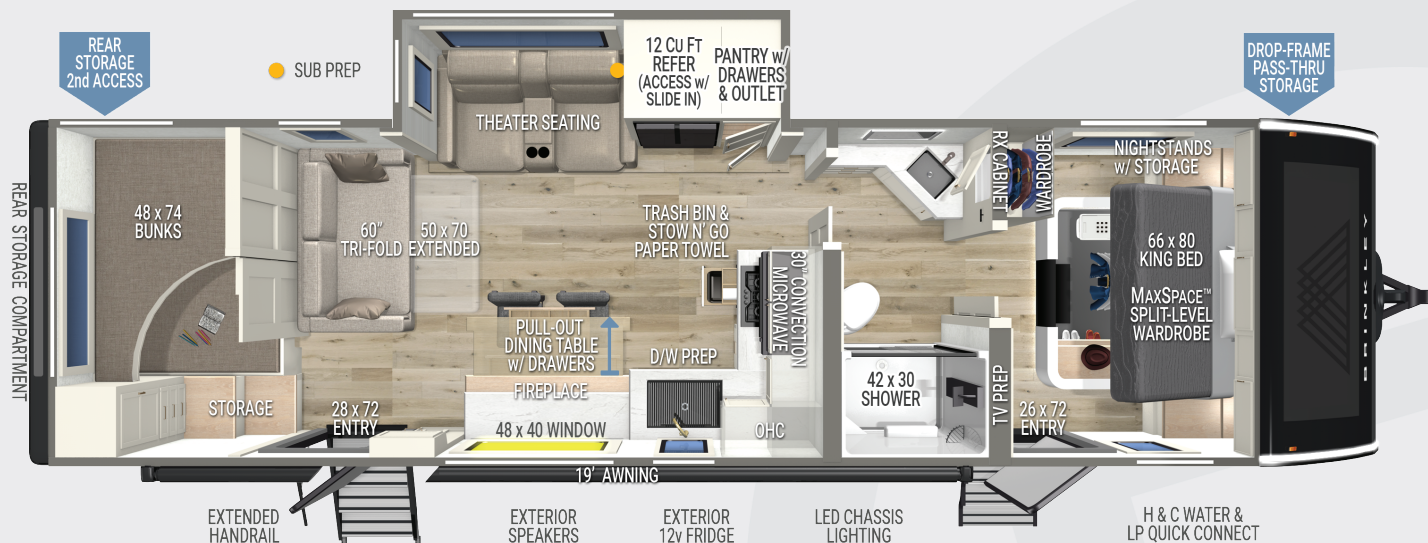 REAR
STORAGE
2nd ACCESS
SUB PREP
12 CU FT
REFER
(ACCESS w/
SLIDE IN)
PANTRY w/
DRAWERS
& OUTLET
THEATER SEATING
DROP-FRAME
PASS-THRU
STORAGE
REAR STORAGE COMPARTMENT
48 x 74
BUNKS
60"
TRI-FOLD
50 x 70
EXTENDED
TRASH BIN &
STOW N' GO
PAPER TOWEL
30" CONVECTION
MICROWAVE
RX CABINET
WARDROBE
NIGHTSTANDS
w/ STORAGE
66 x 80
KING BED
MAXSPACE™
SPLIT-LEVEL
WARDROBE
BRINKLEY
PULL-OUT
DINING TABLE
w/ DRAWERS
D/W PREP
FIREPLACE
STORAGE
28 x 72
ENTRY
48 x 40 WINDOW
OHC
42 x 30
SHOWER
TV PREP
26 x 72
ENTRY
19' AWNING
EXTENDED
HANDRAIL
EXTERIOR
SPEAKERS
EXTERIOR
12v FRIDGE
LED CHASSIS
LIGHTING
H & C WATER &
LP QUICK CONNECT